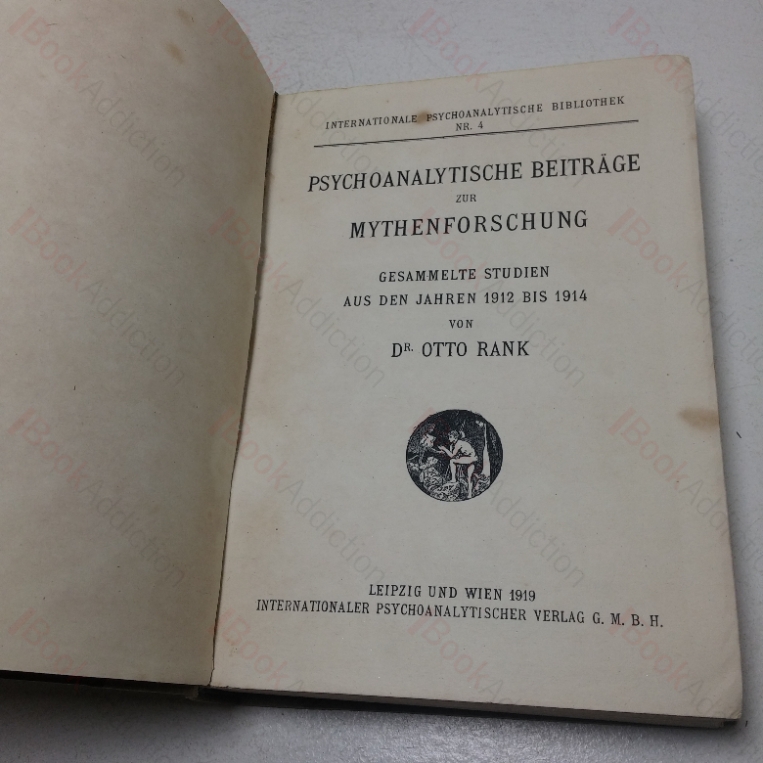 INTERNATIONALE PSYCHOANALYTISCHE BIBLIOTHEK
NR. 4
PSYCHOANALYTISCHE BEITRÄGE
ZUR
MYTHENFORSCHUNG
GESAMMELTE STUDIEN
AUS DEN JAHREN 1912 BIS 1914
VON
DR. OTTO RANK
LEIPZIG UND WIEN 1919
INTERNATIONALER PSYCHOANALYTISCHER VERLAG G. M. B. H.
BookAddiction